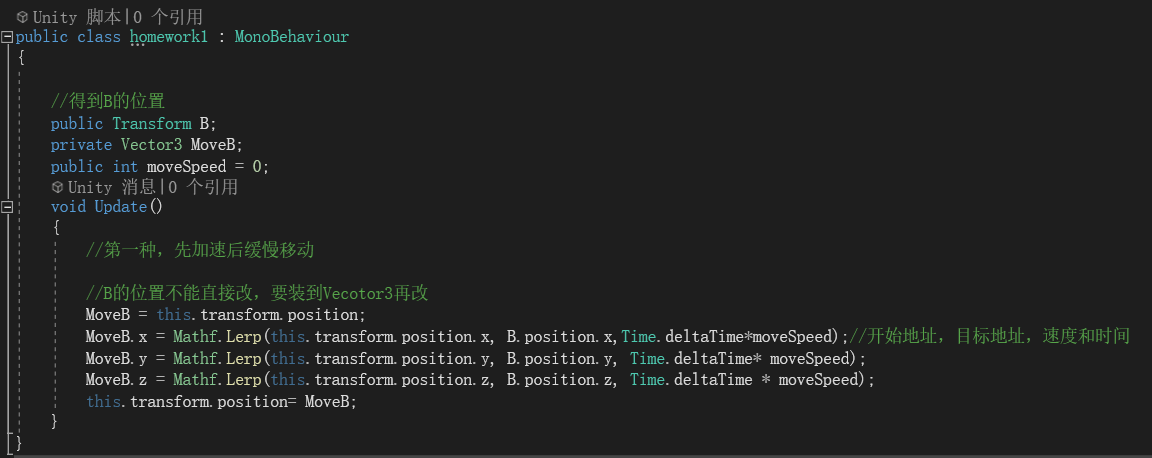 Unity 脚本|0 个引用
public class homework1 : MonoBehaviour
{
//得到B的位置
public Transform B;
private Vector3 MoveB;
public int moveSpeed = 0;
Unity 消息|0 个引用
void Update()
{
//第一种，先加速后缓慢移动
//B的位置不能直接改，要装到Vecotor3再改
MoveB = this.transform.position;
MoveB.x = Mathf.Lerp(this.transform.position.x, B.position.x,Time.deltaTime*moveSpeed);//开始地址，目标地址，速度和时间
MoveB.y = Mathf.Lerp(this.transform.position.y, B.position.y, Time.deltaTime* moveSpeed);
MoveB.z = Mathf.Lerp(this.transform.position.z, B.position.z, Time.deltaTime * moveSpeed);
this.transform.position= MoveB;
}
}